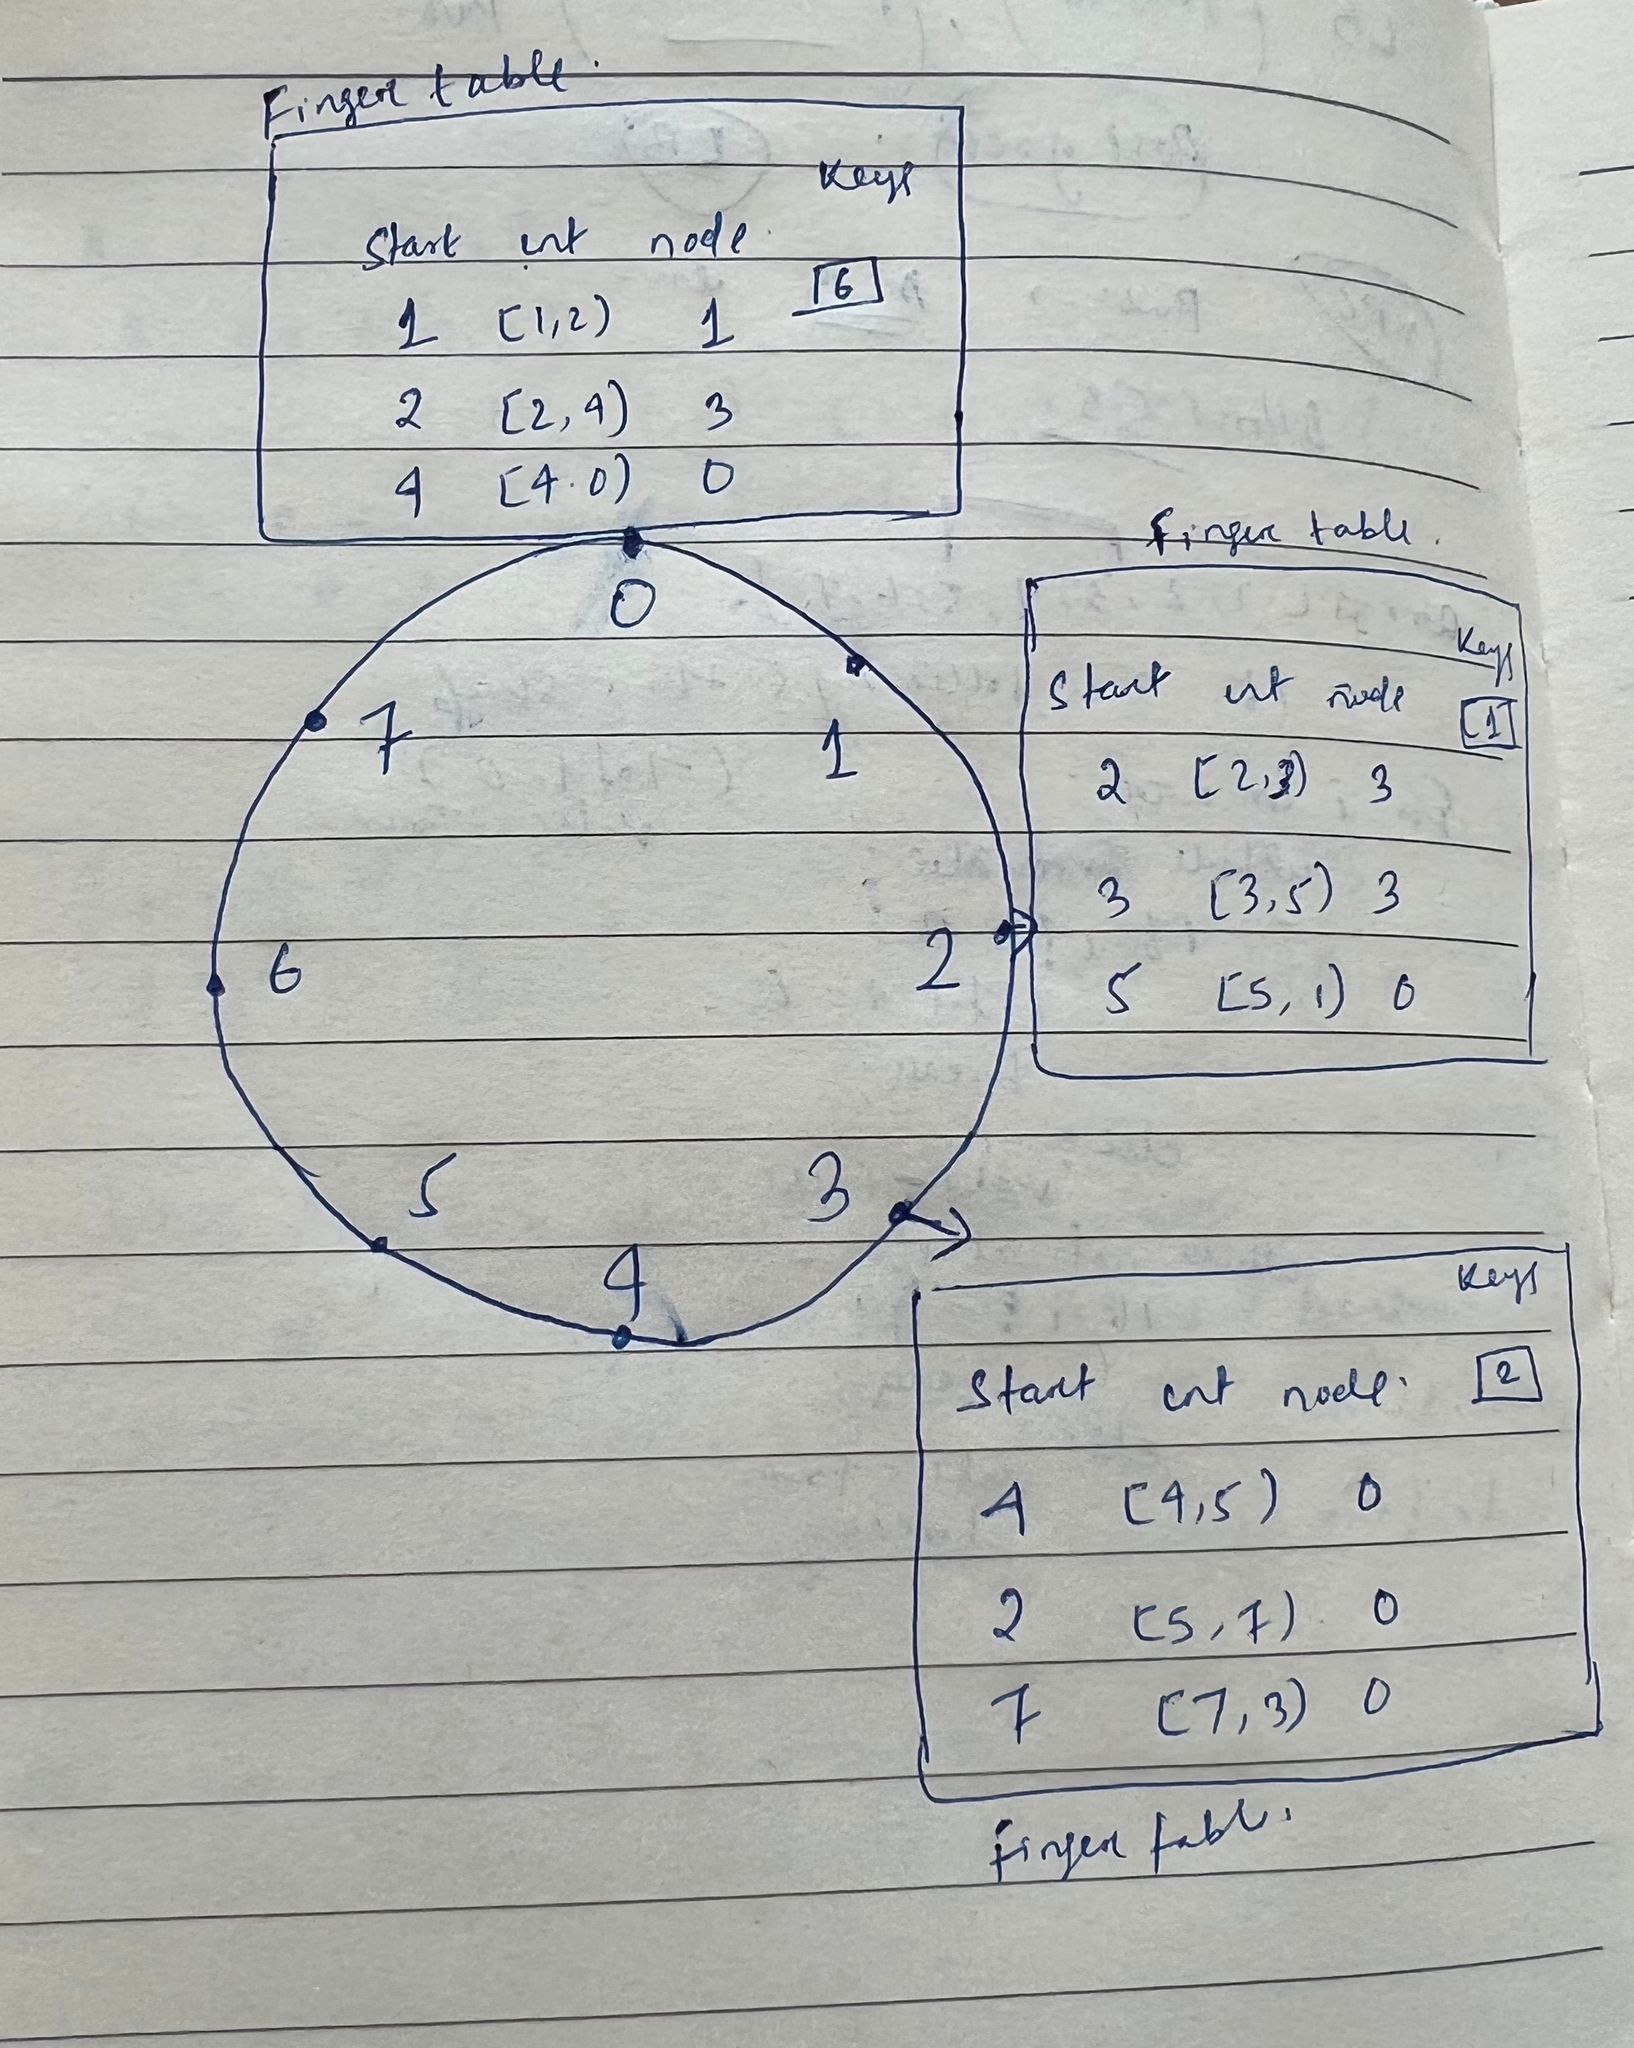 Finger table.
Keys
Start int node.
6
1 [1,2) 1
2 [2,4) 3
4 [4.0) 0
0
1
2
3
4
5
6
7
Finger table.
Keys
Start int node
1
2 [2,3) 3
3 [3,5) 3
5 [5,1) 0
Keys
Start int node. 2
4 [4,5) 0
2 [5,7) 0
7 [7,3) 0
Finger table.